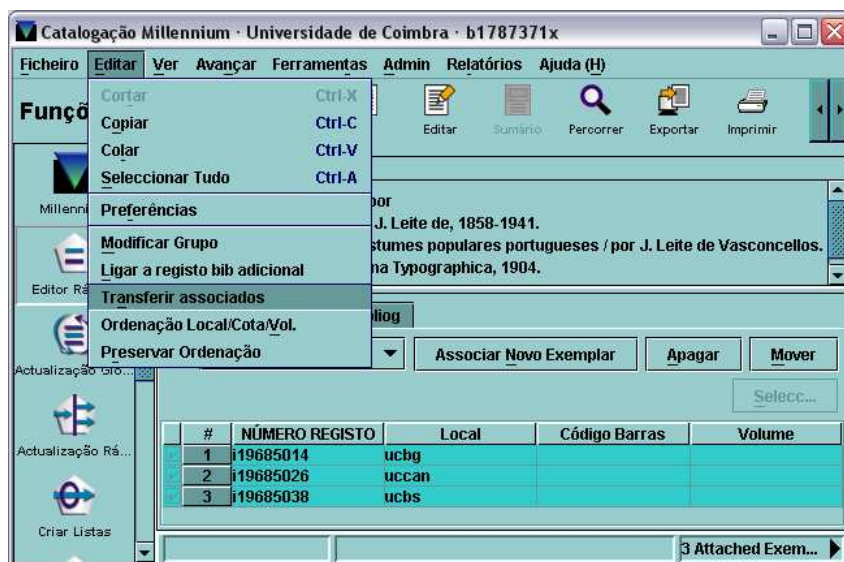 Catalogação Millennium · Universidade de Coimbra · b1787371x
Ficheiro Editar Ver Avançar Ferramentas Admin Relatórios Ajuda (H)
Funçõ
Editar Sumário Percorrer Exportar Imprimir
Cortar Ctrl-X
Copiar Ctrl-C
Colar Ctrl-V
Seleccionar Tudo Ctrl-A
Preferências
Modificar Grupo
Ligar a registo bib adicional
Transferir associados
Ordenação Local/Cota/Vol.
Preservar Ordenação
Millenni
Editor Rá
Actualização Glo...
Actualização Rá...
Criar Listas
por
J. Leite de, 1858-1941.
stumes populares portugueses / por J. Leite de Vasconcellos.
na Typographica, 1904.
liog
Associar Novo Exemplar Apagar Mover
Selecc...
# NÚMERO REGISTO Local Código Barras Volume
1 i19685014 ucbg
2 i19685026 uccan
3 i19685038 ucbs
3 Attached Exem...